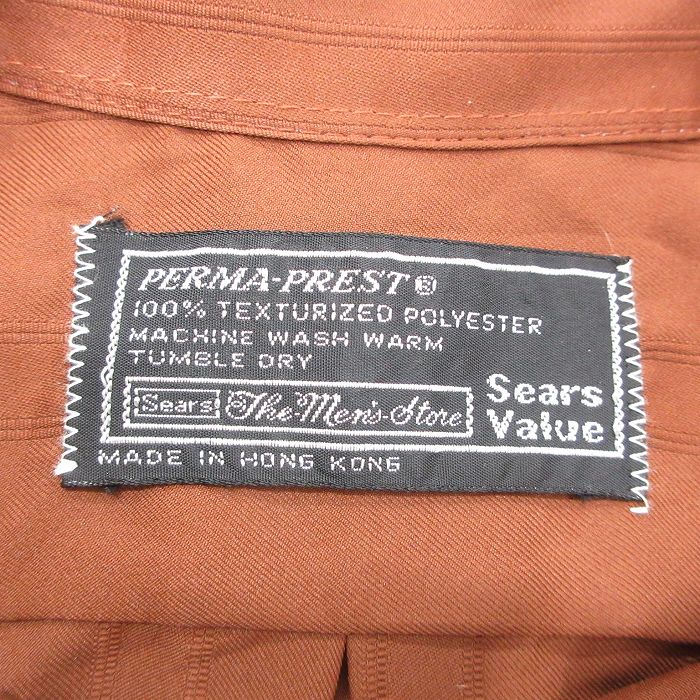 PERMA-PREST®
100% TEXTURIZED POLYESTER
MACHINE WASH WARM
TUMBLE DRY
Sears The Men's Store
Sears Value
MADE IN HONG KONG